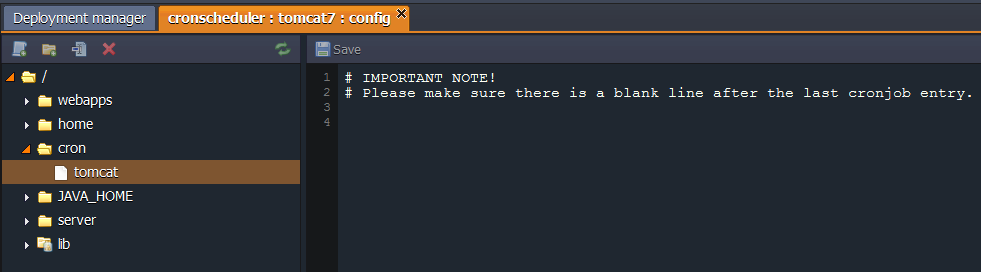 Deployment manager
cronscheduler : tomcat7 : config
Save
/
webapps
home
cron
tomcat
JAVA_HOME
server
lib
1 # IMPORTANT NOTE!
2 # Please make sure there is a blank line after the last cronjob entry.
3
4